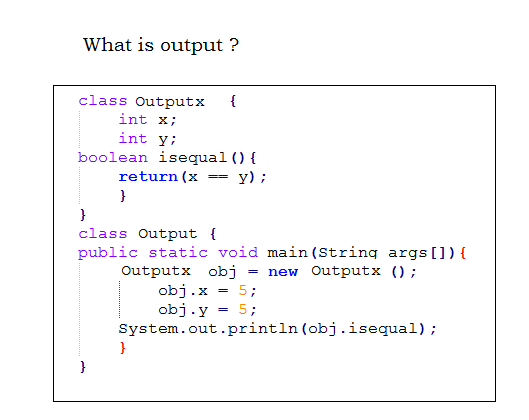 What is output ?
class Outputx {
int x;
int y;
boolean isequal(){
return(x == y);
}
}
class Output {
public static void main(String args[]){
Outputx obj = new Outputx ();
obj.x = 5;
obj.y = 5;
System.out.println(obj.isequal);
}
}